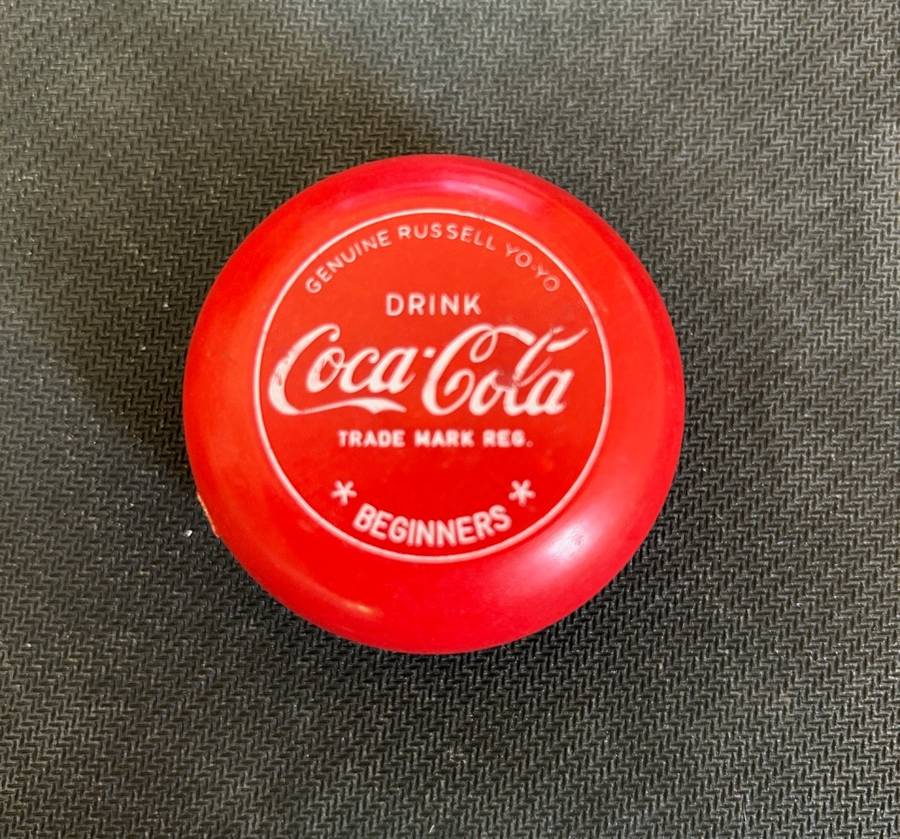 GENUINE RUSSELL YO-YO
DRINK
Coca-Cola
TRADE MARK REG.
* BEGINNERS *